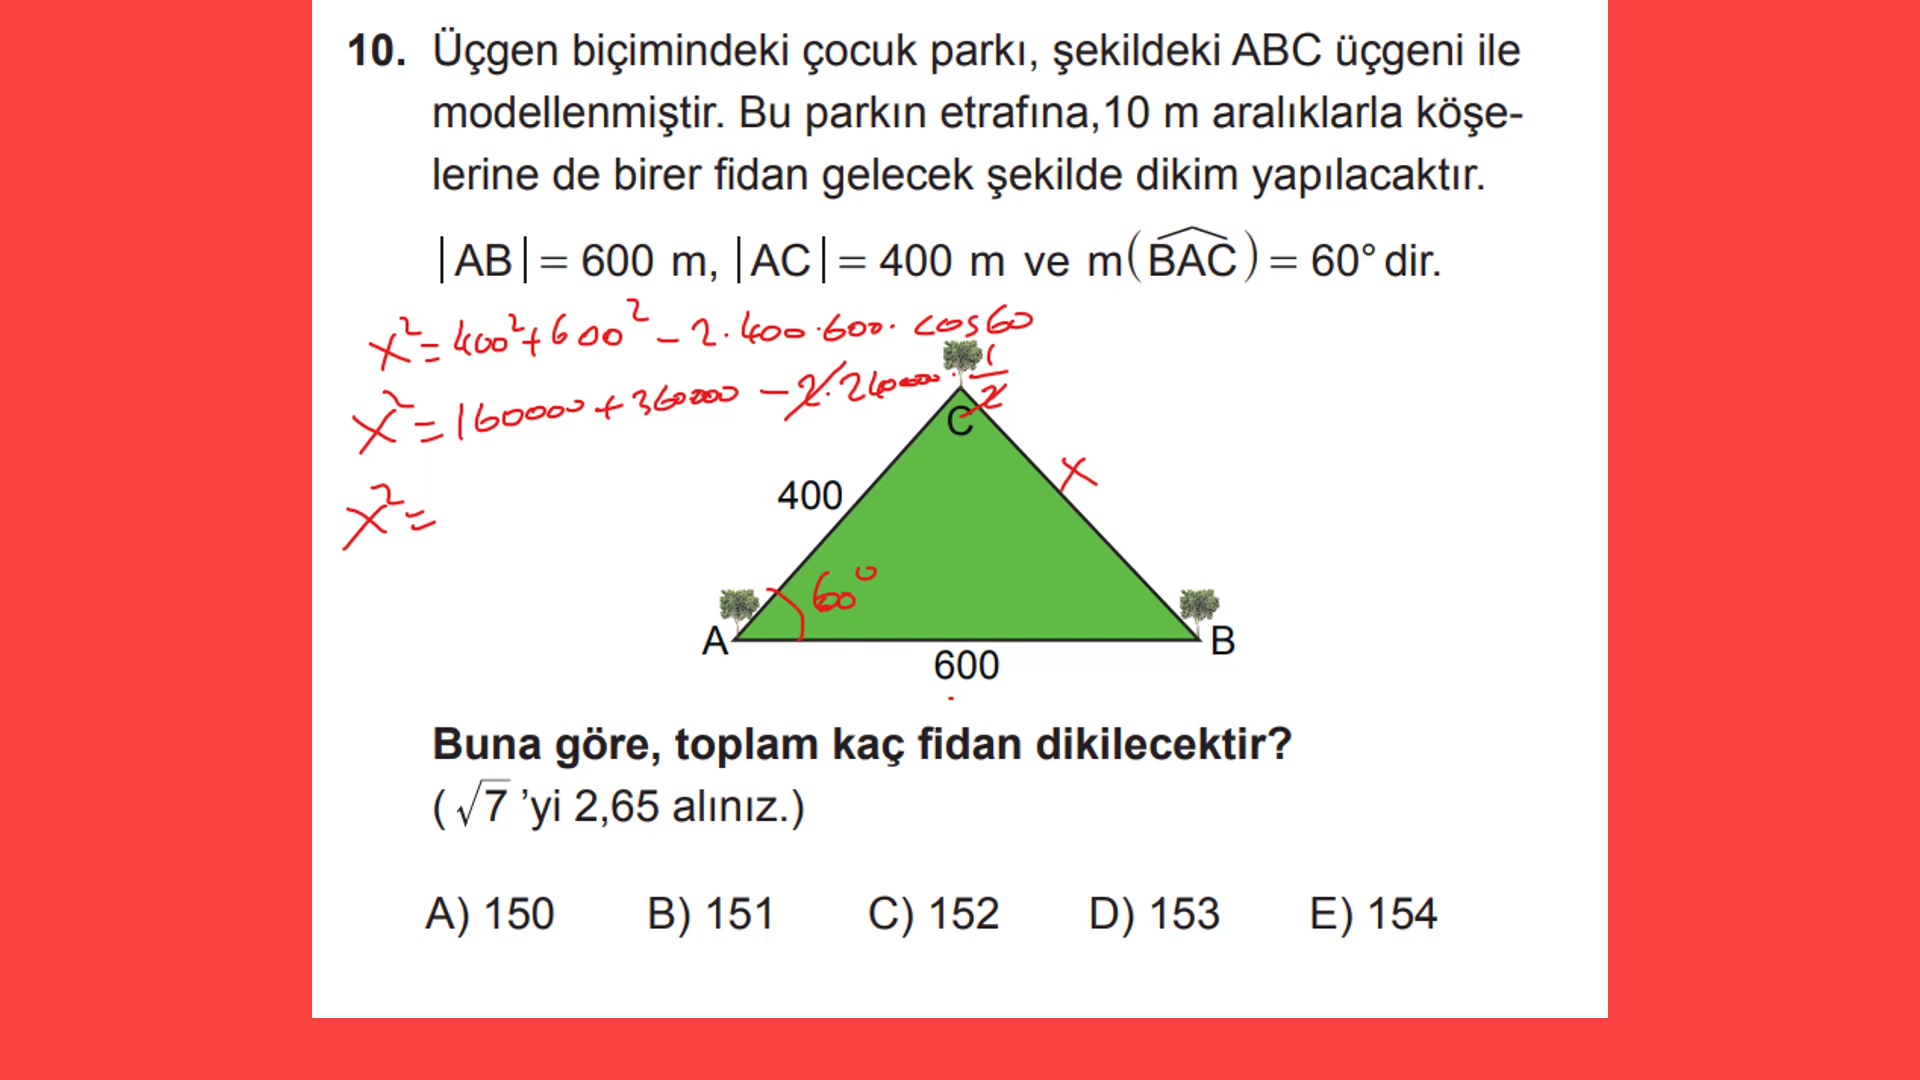 10. Üçgen biçimindeki çocuk parkı, şekildeki ABC üçgeni ile
modellenmiştir. Bu parkın etrafına,10 m aralıklarla köşe-
lerine de birer fidan gelecek şekilde dikim yapılacaktır.
|AB| = 600 m, |AC| = 400 m ve m(BAC) = 60° dir.
x² = 400² + 600² - 2.400.600. cos60
x² = 160000 + 360000 - 2.240000 . 1/2
x² =
C
x
400
60°
A
B
600
Buna göre, toplam kaç fidan dikilecektir?
(√7 ’yi 2,65 alınız.)
A) 150 B) 151 C) 152 D) 153 E) 154